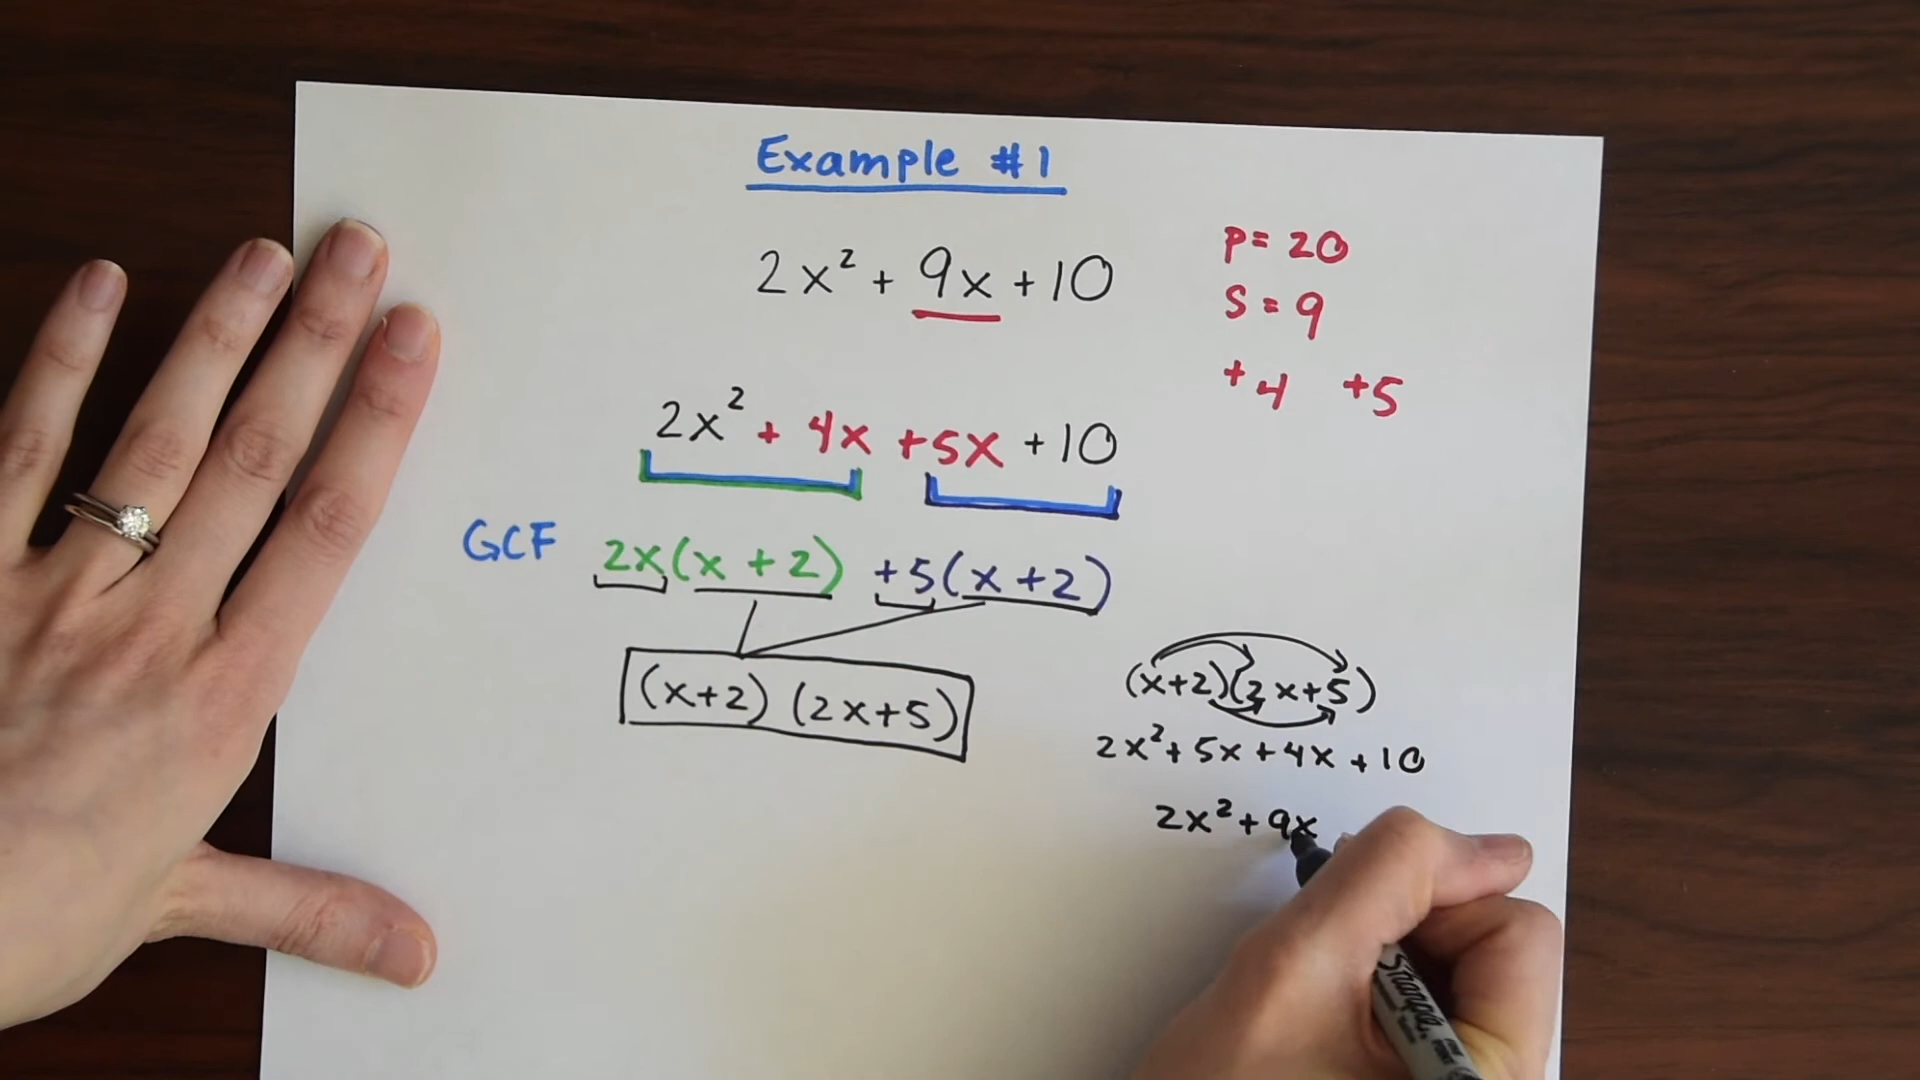 Example #1
2x² + 9x + 10
P = 20
S = 9
+4 +5
2x² + 4x + 5x + 10
GCF 2x(x + 2) +5(x + 2)
(x+2) (2x+5)
(x+2)(2x+5)
2x² + 5x + 4x + 10
2x² + 9x
Sharpie